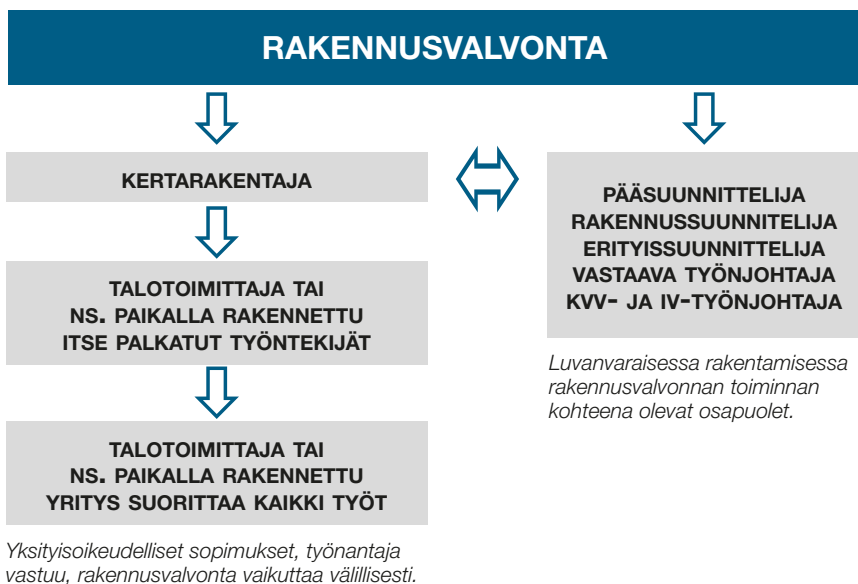 RAKENNUSVALVONTA
KERTARAKENTAJA
TALOTOIMITTAJA TAI
NS. PAIKALLA RAKENNETTU
ITSE PALKATUT TYÖNTEKIJÄT
TALOTOIMITTAJA TAI
NS. PAIKALLA RAKENNETTU
YRITYS SUORITTAA KAIKKI TYÖT
Yksityisoikeudelliset sopimukset, työnantaja
vastuu, rakennusvalvonta vaikuttaa välillisesti.
PÄÄSUUNNITTELIJA
RAKENNUSSUUNNITELIJA
ERITYISSUUNNITTELIJA
VASTAAVA TYÖNJOHTAJA
KVV- JA IV-TYÖNJOHTAJA
Luvanvaraisessa rakentamisessa
rakennusvalvonnan toiminnan
kohteena olevat osapuolet.